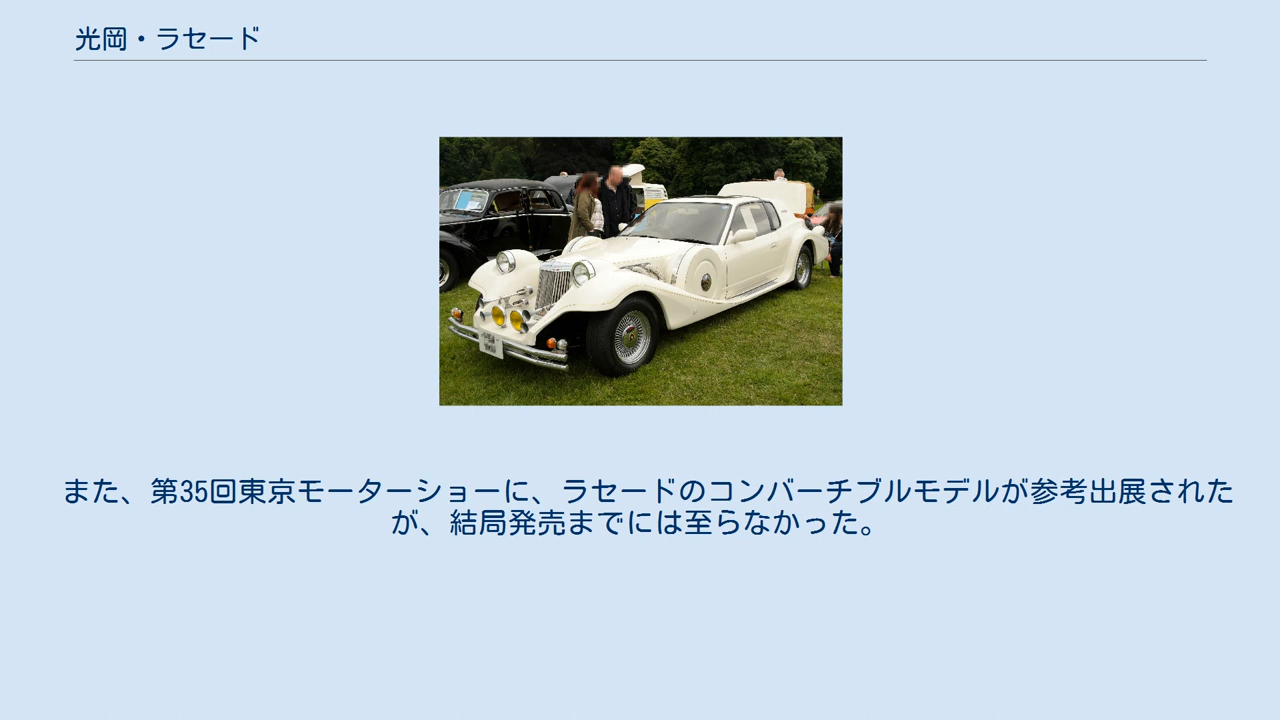 光岡・ラセード
また、第35回東京モーターショーに、ラセードのコンバーチブルモデルが参考出展された
が、結局発売までには至らなかった。